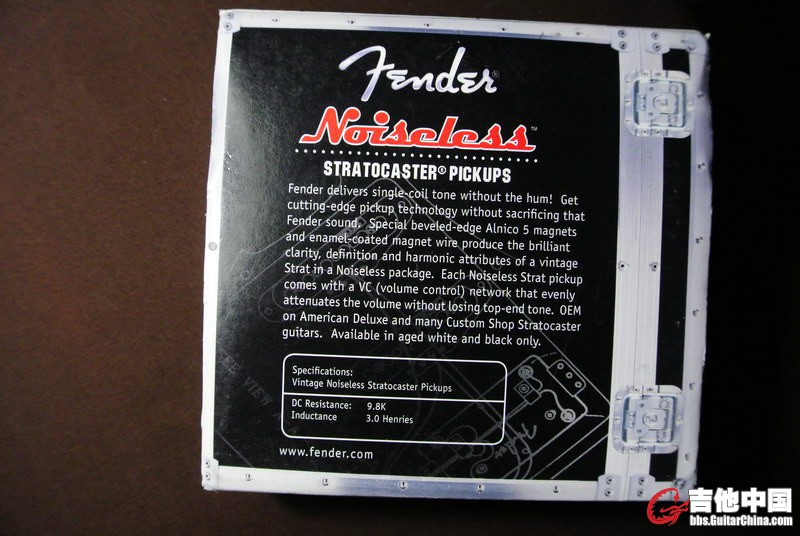 Fender®
Noiseless™
STRATOCASTER® PICKUPS
Fender delivers single-coil tone without the hum! Get
cutting-edge pickup technology without sacrificing that
Fender sound. Special beveled-edge Alnico 5 magnets
and enamel-coated magnet wire produce the brilliant
clarity, definition and harmonic attributes of a vintage
Strat in a Noiseless package. Each Noiseless Strat pickup
comes with a VC (volume control) network that evenly
attenuates the volume without losing top-end tone. OEM
on American Deluxe and many Custom Shop Stratocaster
guitars. Available in aged white and black only.
Specifications:
Vintage Noiseless Stratocaster Pickups
DC Resistance: 9.8K
Inductance 3.0 Henries
www.fender.com
Fender
吉他中国
bbs.GuitarChina.com